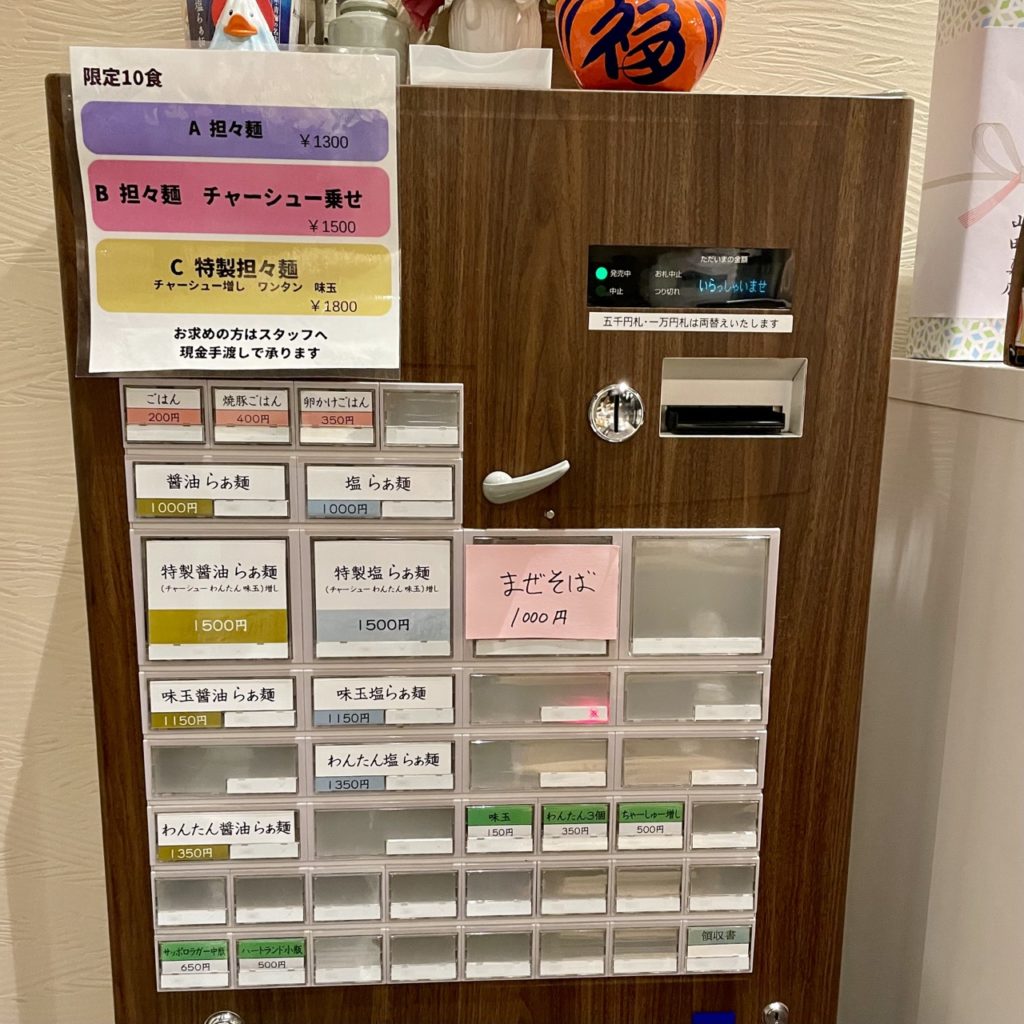 福
限定10食
A 担々麺
￥1300
B 担々麺 チャーシュー乗せ
￥1500
C 特製担々麺
チャーシュー増し ワンタン 味玉
￥1800
お求めの方はスタッフへ
現金手渡しで承ります
ただいまの金額
発売中 お札中止
中止 つり切れ
いらっしゃいませ
五千円札・一万円札は両替えいたします
ごはん
200円
焼豚ごはん
400円
卵かけごはん
350円
醤油らぁ麺
1000円
塩らぁ麺
1000円
特製醤油らぁ麺
(チャーシューわんたん味玉)増し
1500円
特製塩らぁ麺
(チャーシューわんたん味玉)増し
1500円
まぜそば
1000円
味玉醤油らぁ麺
1150円
味玉塩らぁ麺
1150円
わんたん塩らぁ麺
1350円
わんたん醤油らぁ麺
1350円
味玉
150円
わんたん3個
350円
ちゃーしゅー増し
500円
サッポロラガー中瓶
650円
ハートランド小瓶
500円
領収書